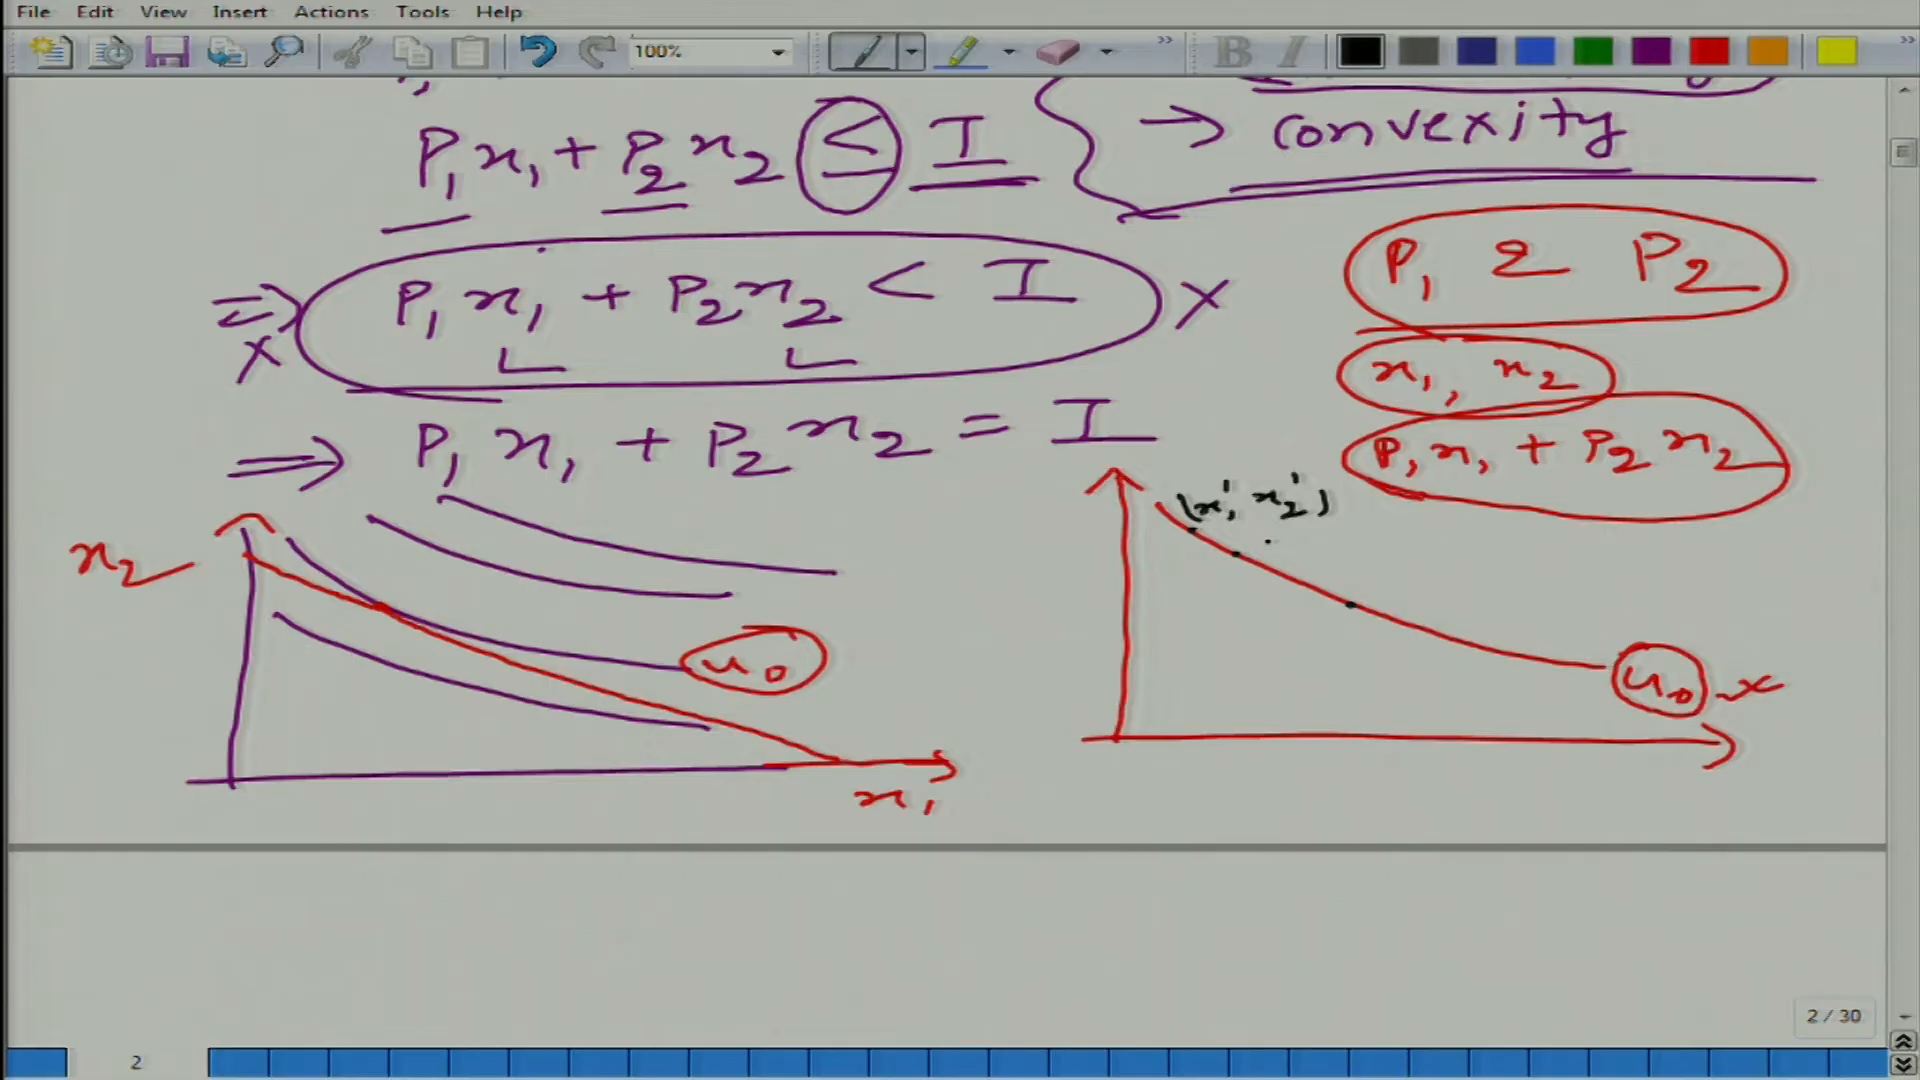 File Edit View Insert Actions Tools Help
100%
B I
P₁x₁ + P₂x₂ ≤ I
→ convexity
⇒ P₁x₁ + P₂x₂ < I X
X
⇒ P₁x₁ + P₂x₂ = I
P₁ & P₂
x₁, x₂
P₁x₁ + P₂x₂
x₂
u₀
x₁
(x₁', x₂')
u₀
2 / 30
2